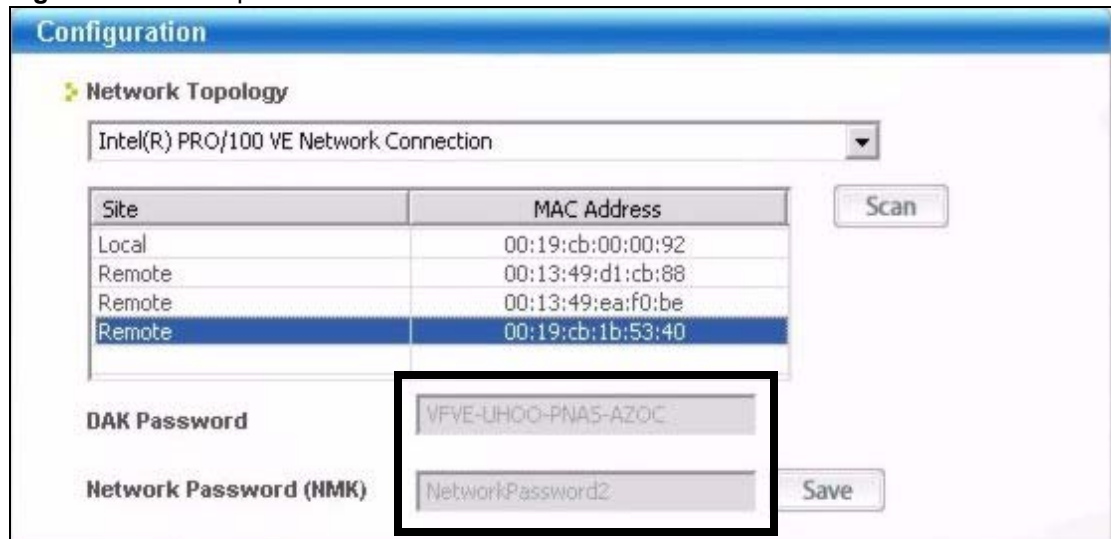 Configuration
Network Topology
Intel(R) PRO/100 VE Network Connection
Site MAC Address Scan
Local 00:19:cb:00:00:92
Remote 00:13:49:d1:cb:88
Remote 00:13:49:ea:f0:be
Remote 00:19:cb:1b:53:40
DAK Password VFVE-UHOO-PNAS-AZOC
Network Password (NMK) NetworkPassword2 Save